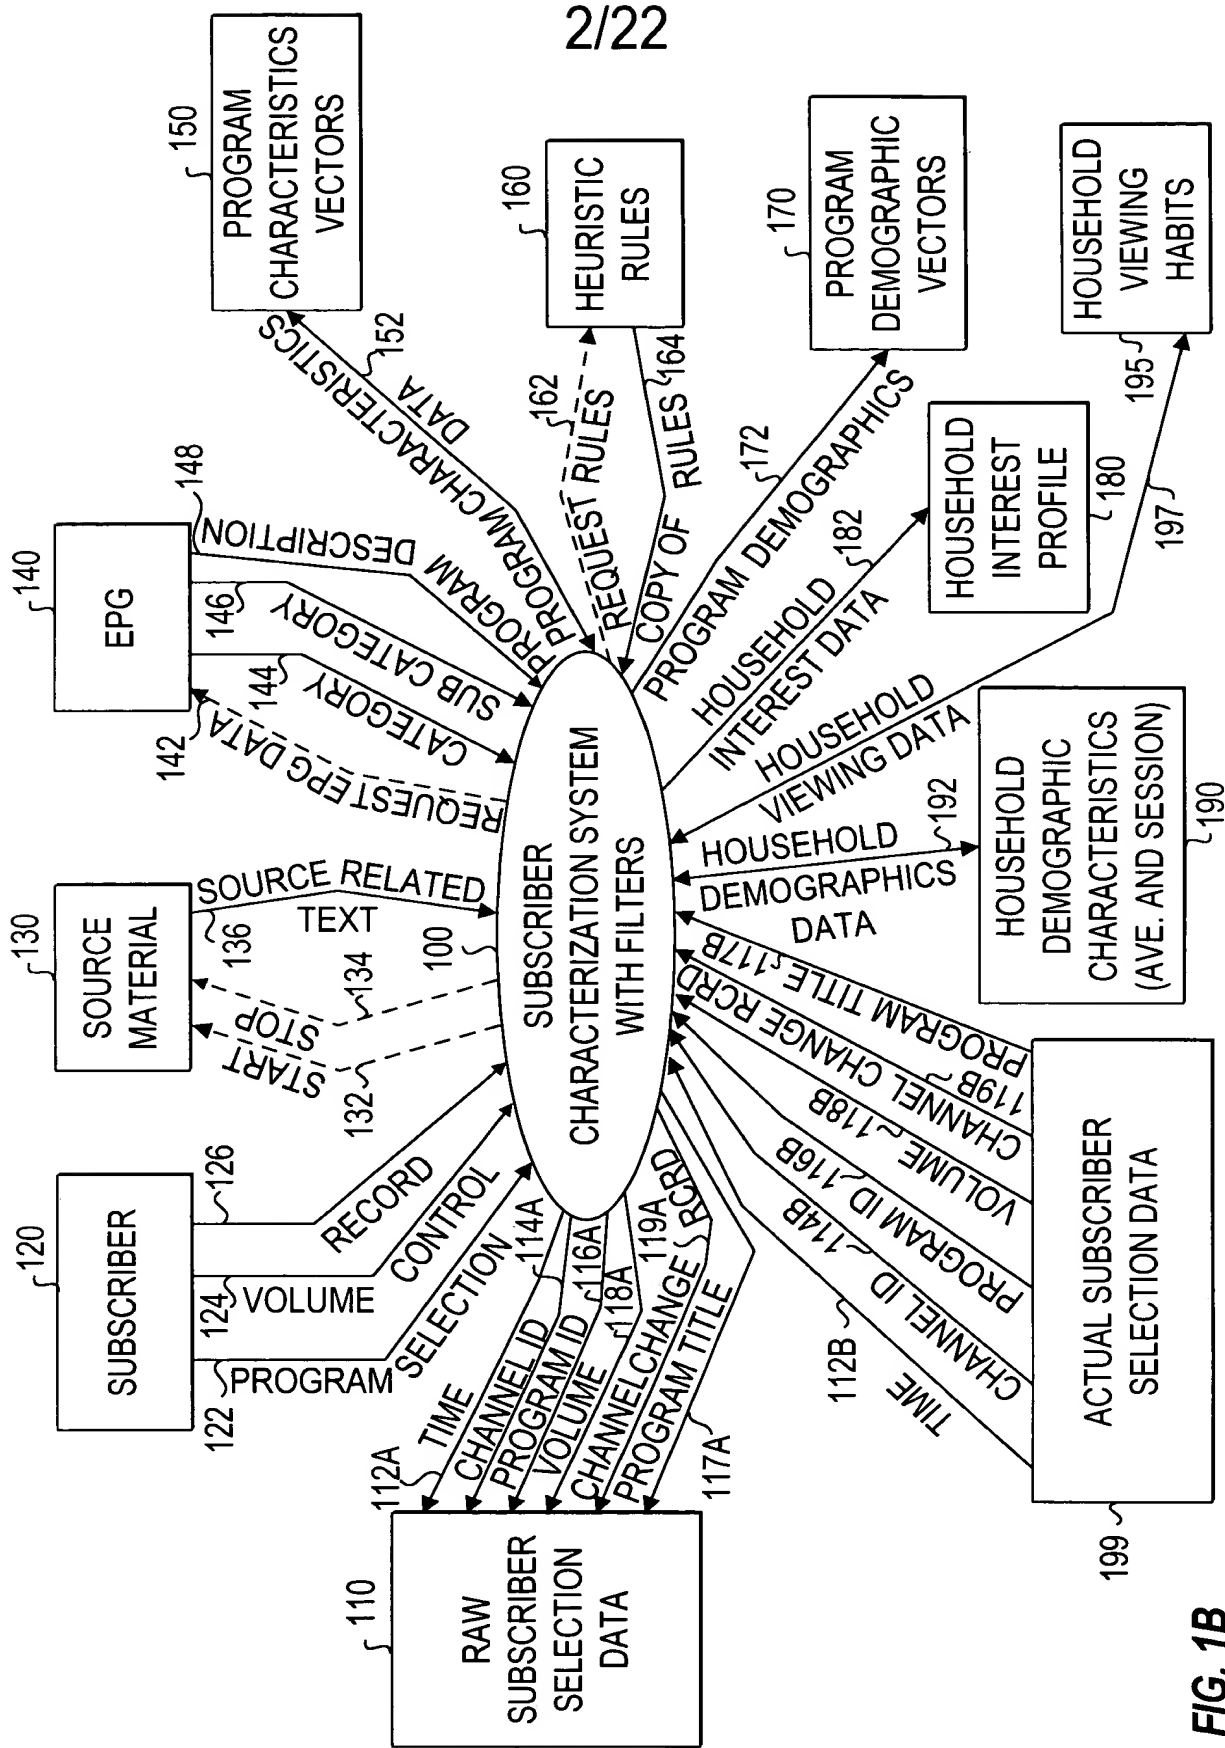 2/22
120
SUBSCRIBER
122
PROGRAM
SELECTION
124
VOLUME
CONTROL
126
RECORD
130
SOURCE
MATERIAL
START
132
STOP
134
136
SOURCE RELATED
TEXT
140
EPG
142
REQUEST EPG DATA
144
CATEGORY
146
SUB CATEGORY
148
PROGRAM DESCRIPTION
150
PROGRAM
CHARACTERISTICS
VECTORS
152
PROGRAM CHARACTERISTICS
DATA
160
HEURISTIC
RULES
162
REQUEST RULES
164
COPY OF RULES
170
PROGRAM
DEMOGRAPHIC
VECTORS
172
PROGRAM DEMOGRAPHICS
180
HOUSEHOLD
INTEREST
PROFILE
182
HOUSEHOLD
INTEREST DATA
195
HOUSEHOLD
VIEWING
HABITS
197
HOUSEHOLD
VIEWING DATA
190
HOUSEHOLD
DEMOGRAPHIC
CHARACTERISTICS
(AVE. AND SESSION)
192
HOUSEHOLD
DEMOGRAPHICS
DATA
100
SUBSCRIBER
CHARACTERIZATION SYSTEM
WITH FILTERS
110
RAW
SUBSCRIBER
SELECTION
DATA
112A
TIME
114A
CHANNEL ID
116A
PROGRAM ID
118A
VOLUME
119A
CHANNEL CHANGE RCRD
117A
PROGRAM TITLE
199
ACTUAL SUBSCRIBER
SELECTION DATA
112B
TIME
CHANNEL ID 114B
PROGRAM ID 116B
VOLUME 118B
CHANNEL CHANGE RCRD
119B
PROGRAM TITLE 117B
FIG. 1B